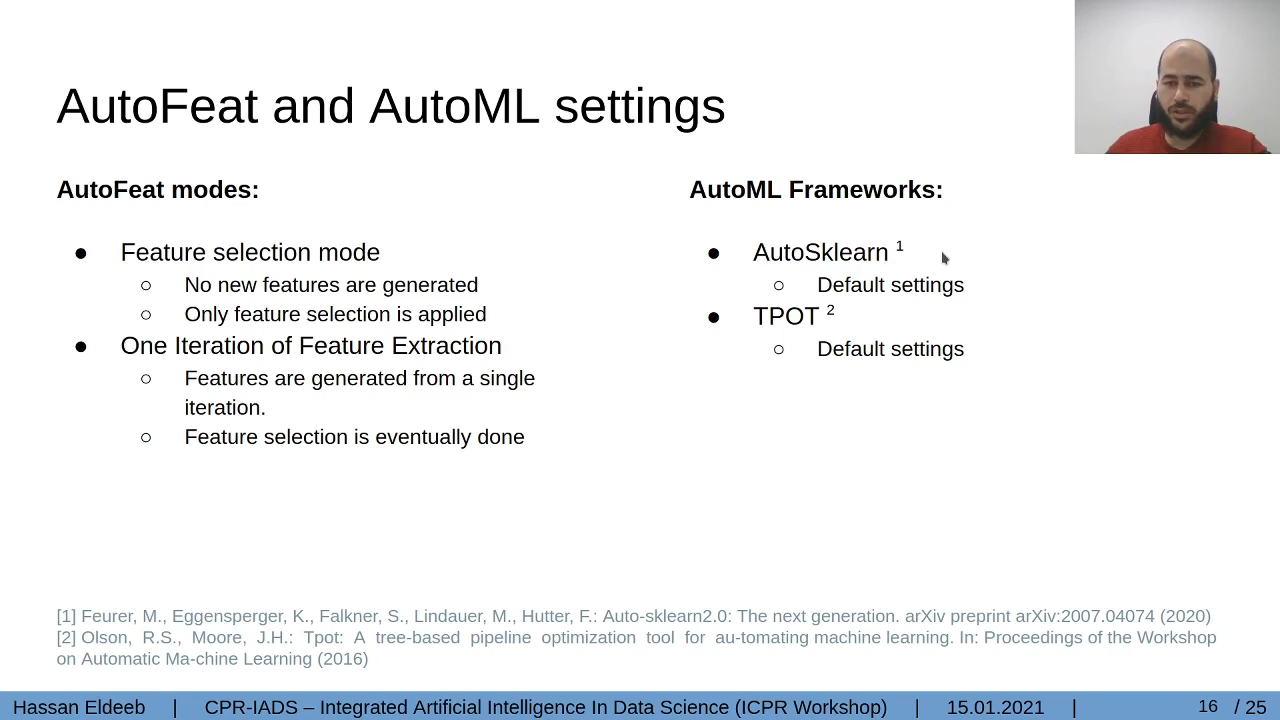 AutoFeat and AutoML settings
AutoFeat modes:
● Feature selection mode
○ No new features are generated
○ Only feature selection is applied
● One Iteration of Feature Extraction
○ Features are generated from a single
iteration.
○ Feature selection is eventually done
AutoML Frameworks:
● AutoSklearn 1
○ Default settings
● TPOT 2
○ Default settings
[1] Feurer, M., Eggensperger, K., Falkner, S., Lindauer, M., Hutter, F.: Auto-sklearn2.0: The next generation. arXiv preprint arXiv:2007.04074 (2020)
[2] Olson, R.S., Moore, J.H.: Tpot: A tree-based pipeline optimization tool for au-tomating machine learning. In: Proceedings of the Workshop
on Automatic Ma-chine Learning (2016)
Hassan Eldeeb | CPR-IADS – Integrated Artificial Intelligence In Data Science (ICPR Workshop) | 15.01.2021 | 16 / 25